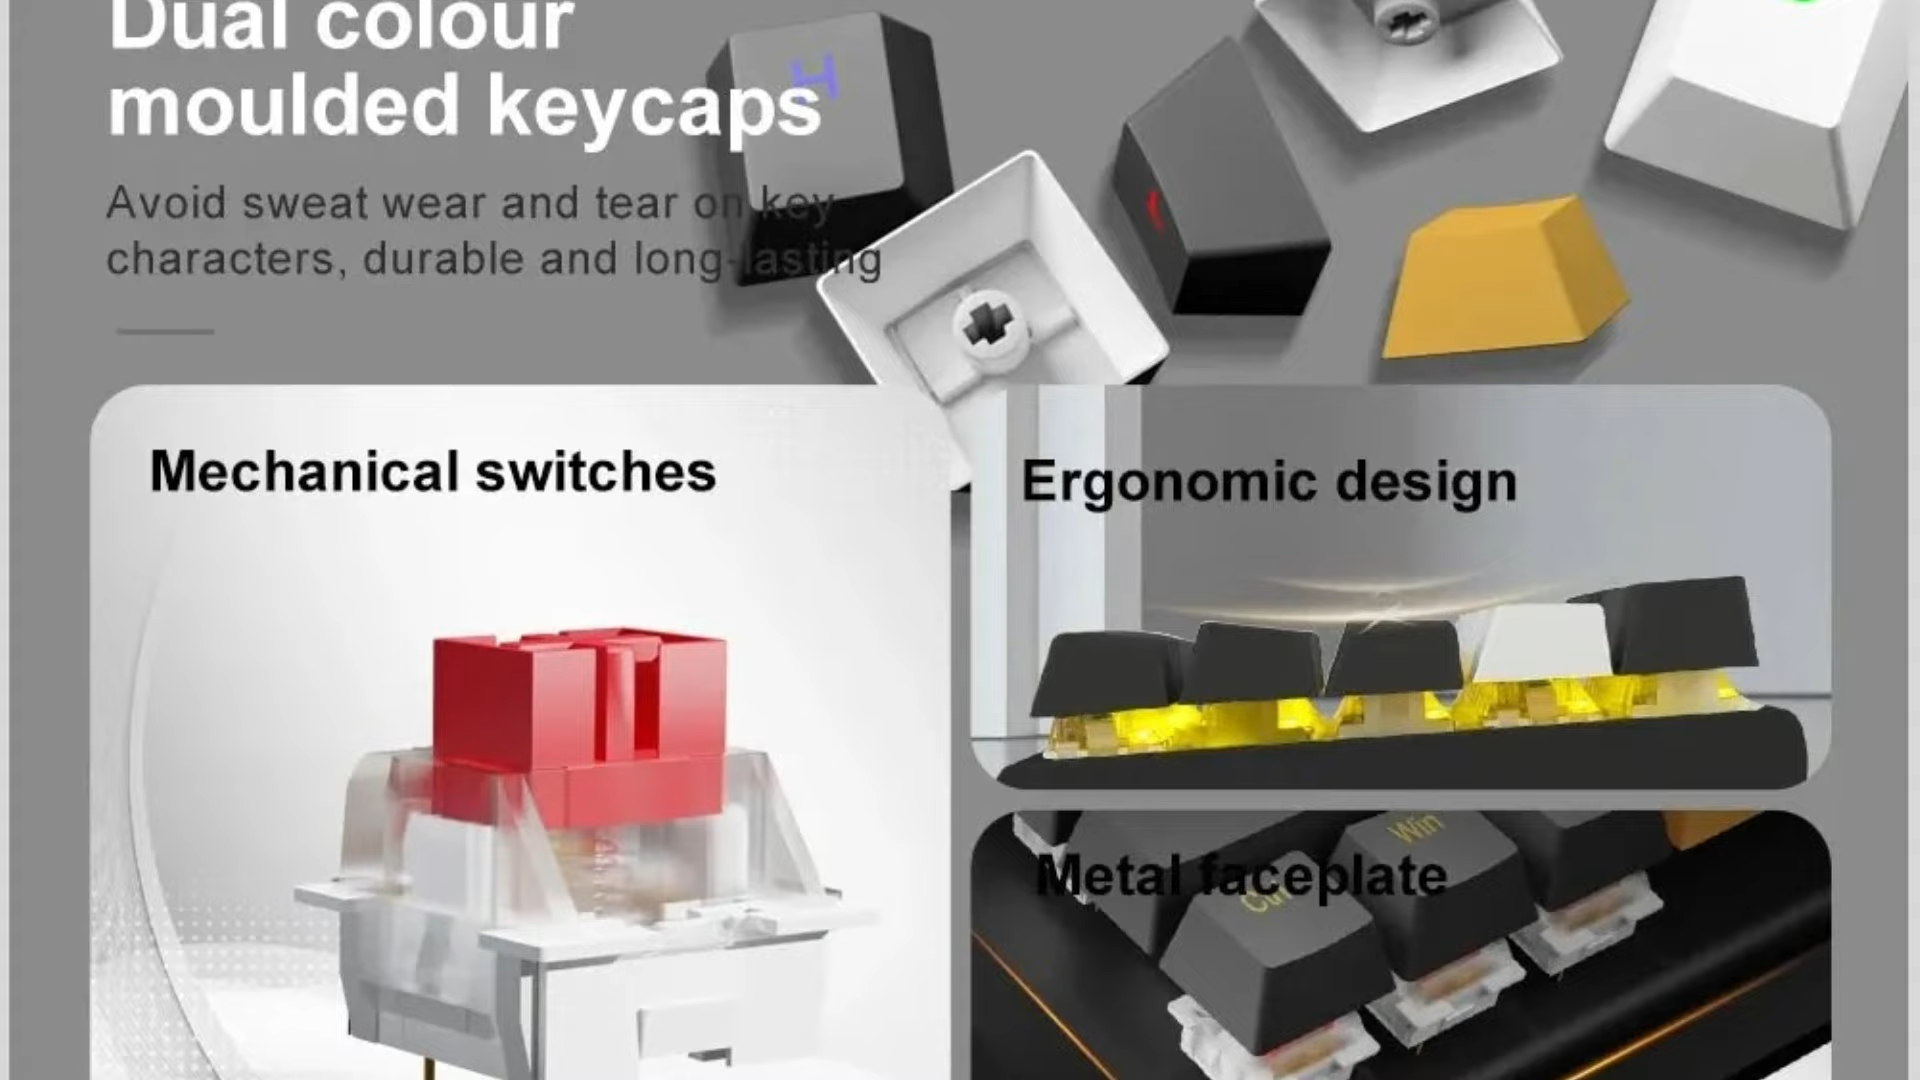 Dual colour
moulded keycaps
H
Avoid sweat wear and tear on key
characters, durable and long-lasting
Mechanical switches
Ergonomic design
Win
Metal faceplate